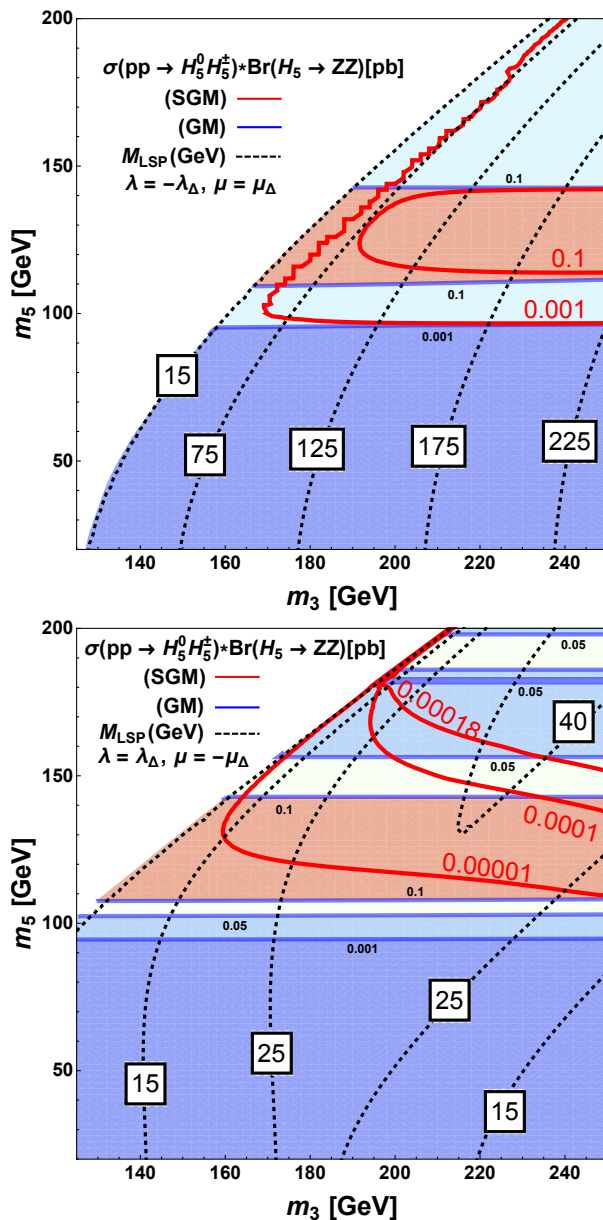 σ(pp → H₅⁰ H₅^±)*Br(H₅ → ZZ)[pb]
(SGM)
(GM)
M_LSP(GeV)
λ = -λ_Δ, μ = μ_Δ
200
150
100
50
m₅ [GeV]
0.1
0.1
0.1
0.001
0.001
15
75
125
175
225
140 160 180 200 220 240
m₃ [GeV]
σ(pp → H₅⁰ H₅^±)*Br(H₅ → ZZ)[pb]
(SGM)
(GM)
M_LSP(GeV)
λ = λ_Δ, μ = -μ_Δ
200
150
100
50
m₅ [GeV]
0.05
0.05
0.00018
40
0.05
0.1
0.0001
0.00001
0.1
0.05
0.001
25
25
15
15
140 160 180 200 220 240
m₃ [GeV]